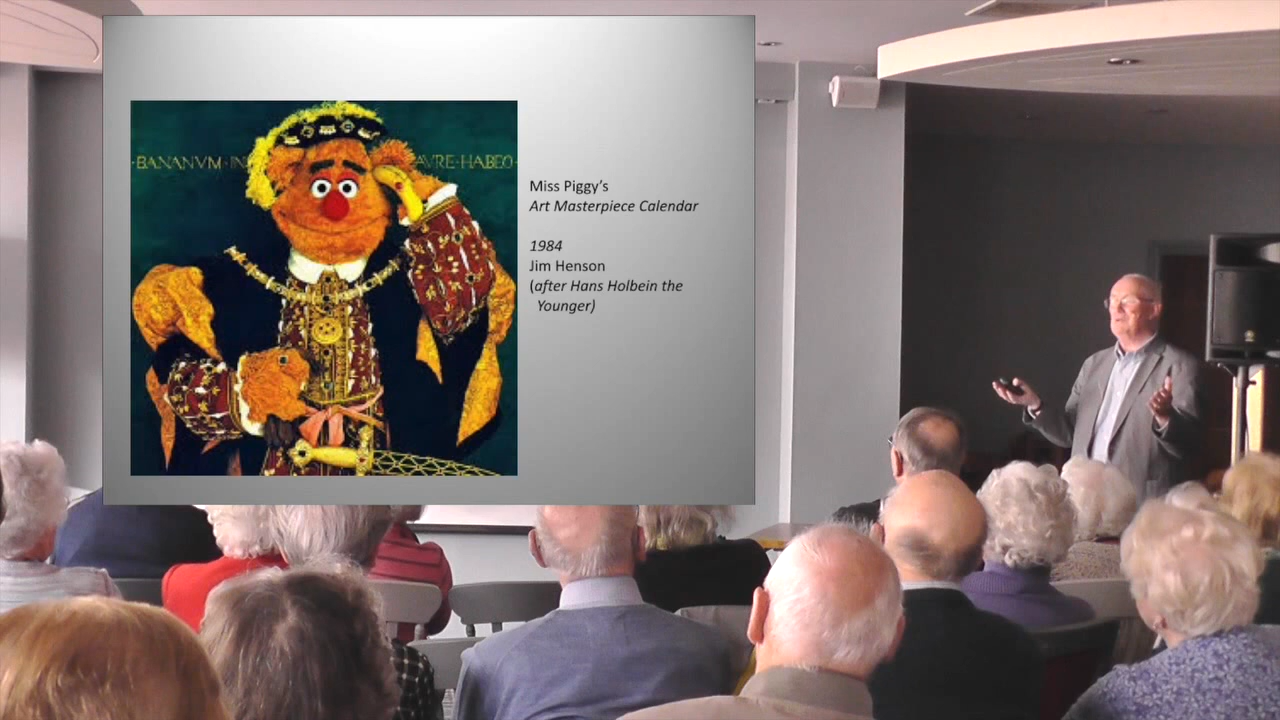 ·BANANVM·IN AVRE·HABEO·
Miss Piggy’s
Art Masterpiece Calendar
1984
Jim Henson
(after Hans Holbein the
Younger)